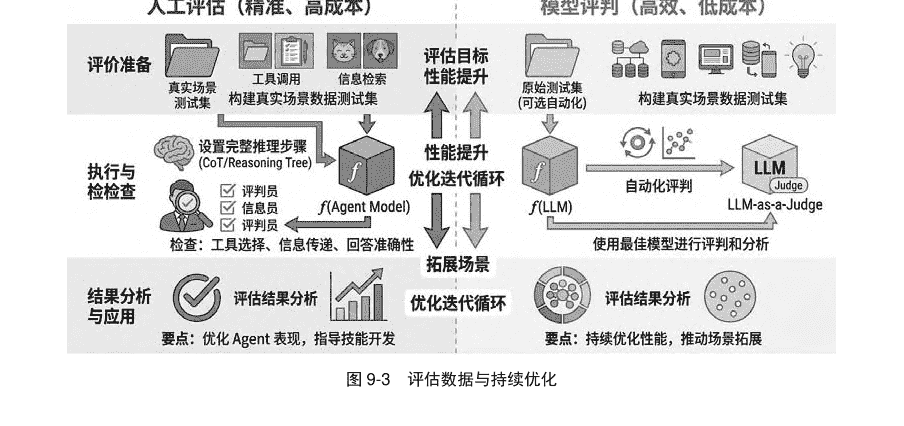 人工评估（精准、高成本）
模型评判（高效、低成本）
评价准备
真实场景
测试集
工具调用
信息检索
构建真实场景数据测试集
评估目标
性能提升
原始测试集
(可选自动化)
构建真实场景数据测试集
执行与
检检查
设置完整推理步骤
(CoT/Reasoning Tree)
评判员
信息员
评判员
f
f(Agent Model)
检查：工具选择、信息传递、回答准确性
性能提升
优化迭代循环
拓展场景
f
f(LLM)
自动化评判
LLM
Judge
LLM-as-a-Judge
使用最佳模型进行评判和分析
结果分析
与应用
评估结果分析
要点：优化 Agent 表现，指导技能开发
优化迭代循环
评估结果分析
要点：持续优化性能，推动场景拓展
图 9-3 评估数据与持续优化